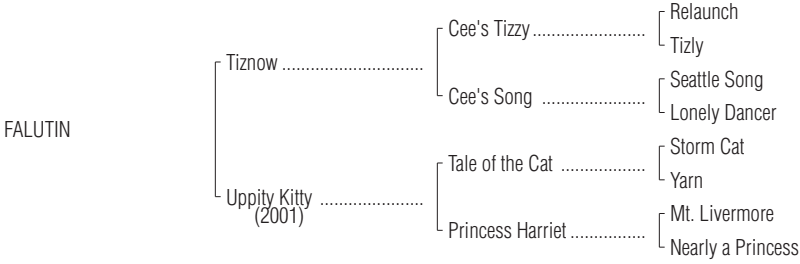 Relaunch
Cee's Tizzy ........................
Tizly
Tiznow ..............................
Seattle Song
Cee's Song ......................
Lonely Dancer
FALUTIN
Storm Cat
Tale of the Cat ..................
Yarn
Uppity Kitty ......................
(2001)
Mt. Livermore
Princess Harriet ................
Nearly a Princess